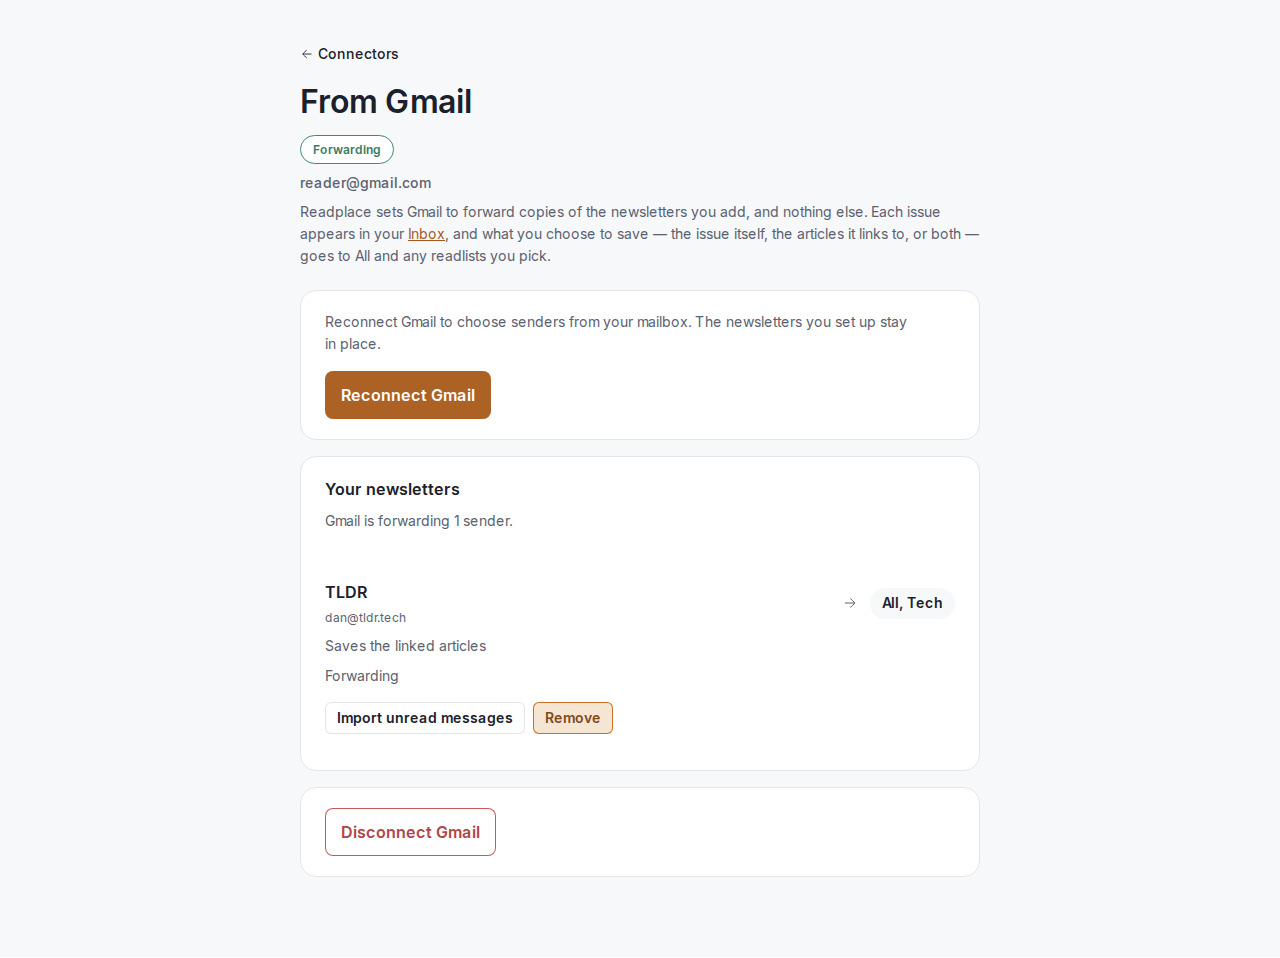 ← Connectors
From Gmail
Forwarding
reader@gmail.com
Readplace sets Gmail to forward copies of the newsletters you add, and nothing else. Each issue
appears in your Inbox, and what you choose to save — the issue itself, the articles it links to, or both —
goes to All and any readlists you pick.
Reconnect Gmail to choose senders from your mailbox. The newsletters you set up stay
in place.
Reconnect Gmail
Your newsletters
Gmail is forwarding 1 sender.
TLDR
→ All, Tech
dan@tldr.tech
Saves the linked articles
Forwarding
Import unread messages Remove
Disconnect Gmail